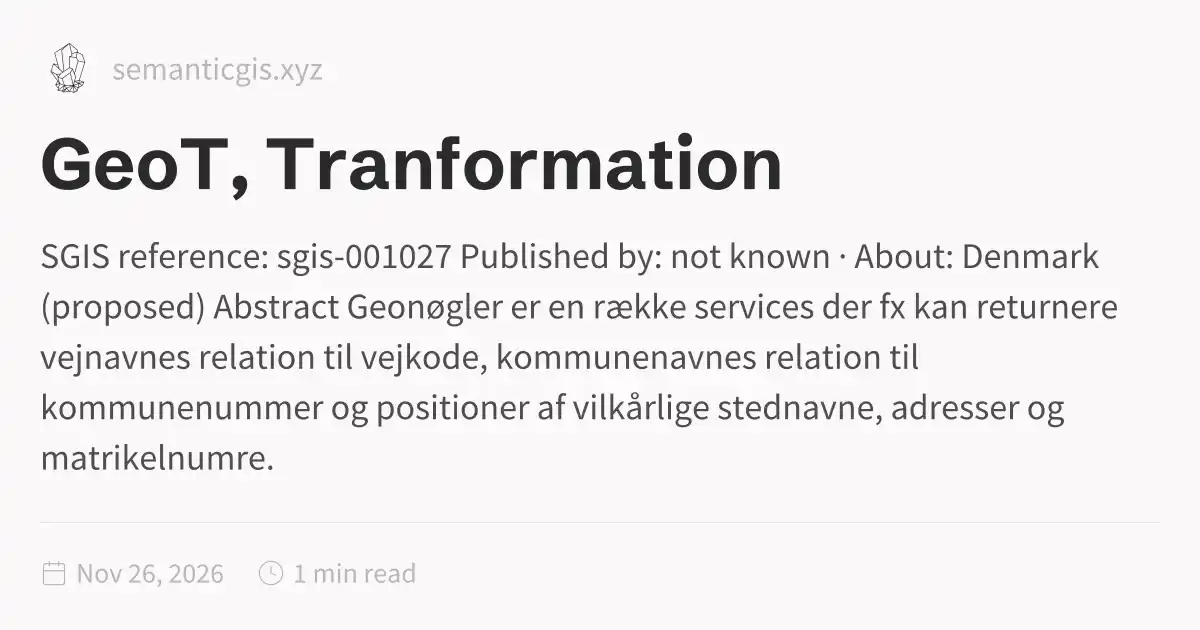 semanticgis.xyz
GeoT, Tranformation
SGIS reference: sgis-001027 Published by: not known · About: Denmark
(proposed) Abstract Geonøgler er en række services der fx kan returnere
vejnavnes relation til vejkode, kommunenavnes relation til
kommunenummer og positioner af vilkårlige stednavne, adresser og
matrikelnumre.
Nov 26, 2026 1 min read